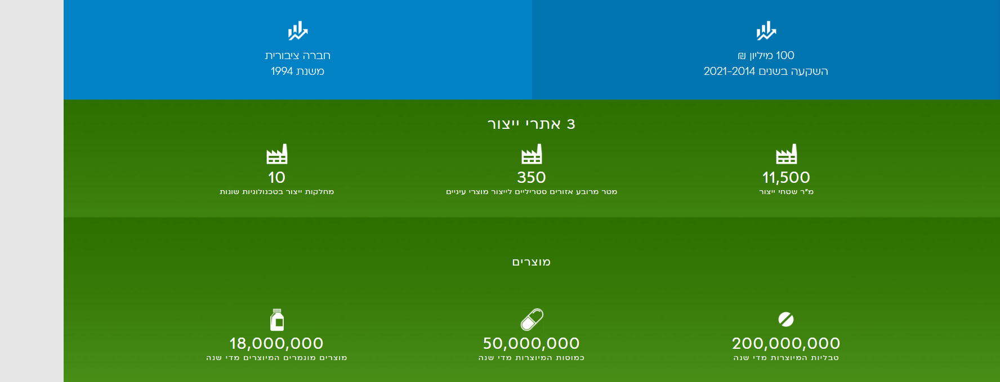 100 מיליון ₪
השקעה בשנים 2021-2014
חברה ציבורית
משנת 1994
3 אתרי ייצור
11,500
מ"ר שטחי ייצור
350
מטר מרובע אזורים סטריליים לייצור מוצרי עיניים
10
מחלקות ייצור בטכנולוגיות שונות
מוצרים
200,000,000
טבליות המיוצרות מדי שנה
50,000,000
כמוסות המיוצרות מדי שנה
18,000,000
מוצרים מוגמרים המיוצרים מדי שנה